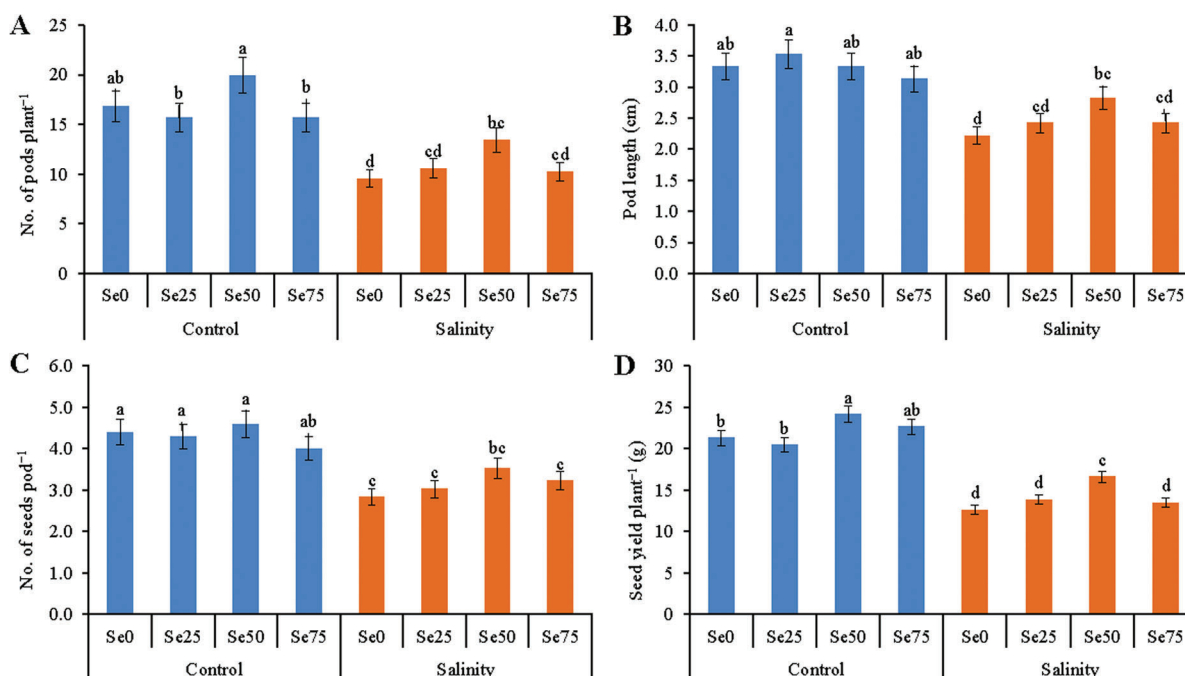 A
No. of pods plant⁻¹
25
20
15
10
5
0
ab
b
a
b
d
cd
bc
cd
Se0 Se25 Se50 Se75 Se0 Se25 Se50 Se75
Control Salinity
B
Pod length (cm)
4.0
3.5
3.0
2.5
2.0
1.5
1.0
0.5
0.0
ab
a
ab
ab
d
cd
bc
cd
Se0 Se25 Se50 Se75 Se0 Se25 Se50 Se75
Control Salinity
C
No. of seeds pod⁻¹
6.0
5.0
4.0
3.0
2.0
1.0
0.0
a
a
a
ab
c
c
bc
c
Se0 Se25 Se50 Se75 Se0 Se25 Se50 Se75
Control Salinity
D
Seed yield plant⁻¹ (g)
30
25
20
15
10
5
0
b
b
a
ab
d
d
c
d
Se0 Se25 Se50 Se75 Se0 Se25 Se50 Se75
Control Salinity